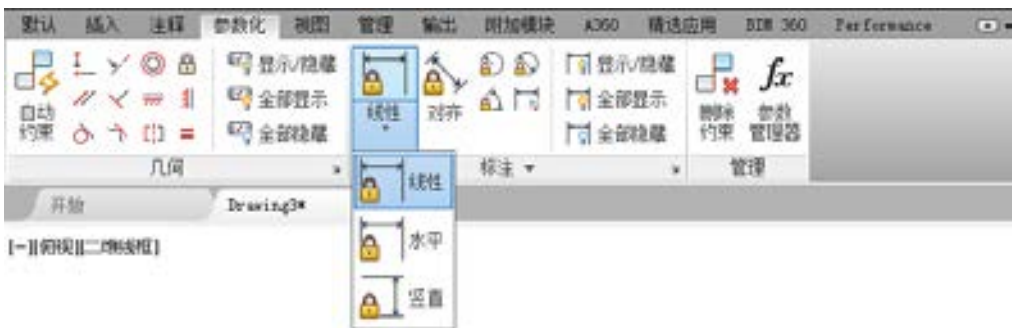 默认 插入 注释 参数化 视图 管理 输出 附加模块 A360 精选应用 BIM 360 Performance
自动约束
显示/隐藏
全部显示
全部隐藏
线性
对齐
显示/隐藏
全部显示
全部隐藏
删除约束
fx
参数管理器
几何 标注 管理
线性
水平
竖直
开始 Drawing3*
[-][俯视][二维线框]